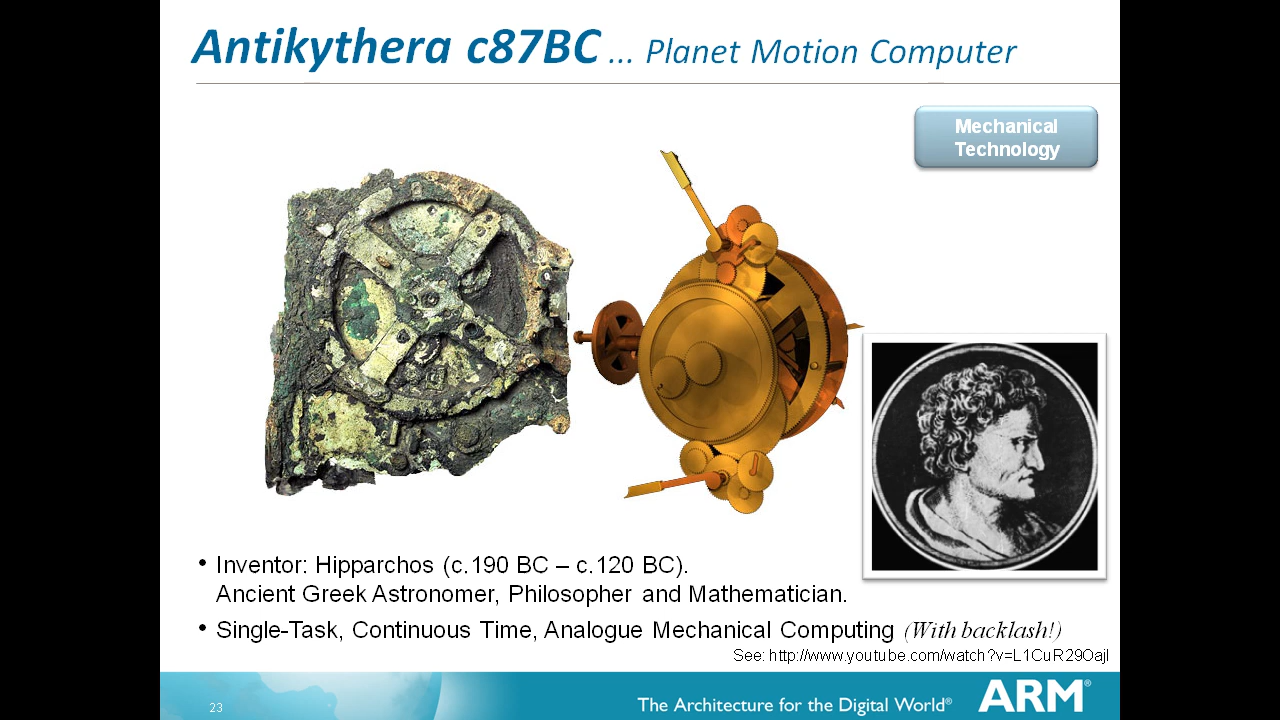 Antikythera c87BC ... Planet Motion Computer
Mechanical
Technology
• Inventor: Hipparchos (c.190 BC – c.120 BC).
Ancient Greek Astronomer, Philosopher and Mathematician.
• Single-Task, Continuous Time, Analogue Mechanical Computing (With backlash!)
See: http://www.youtube.com/watch?v=L1CuR29OajI
23
The Architecture for the Digital World®
ARM®